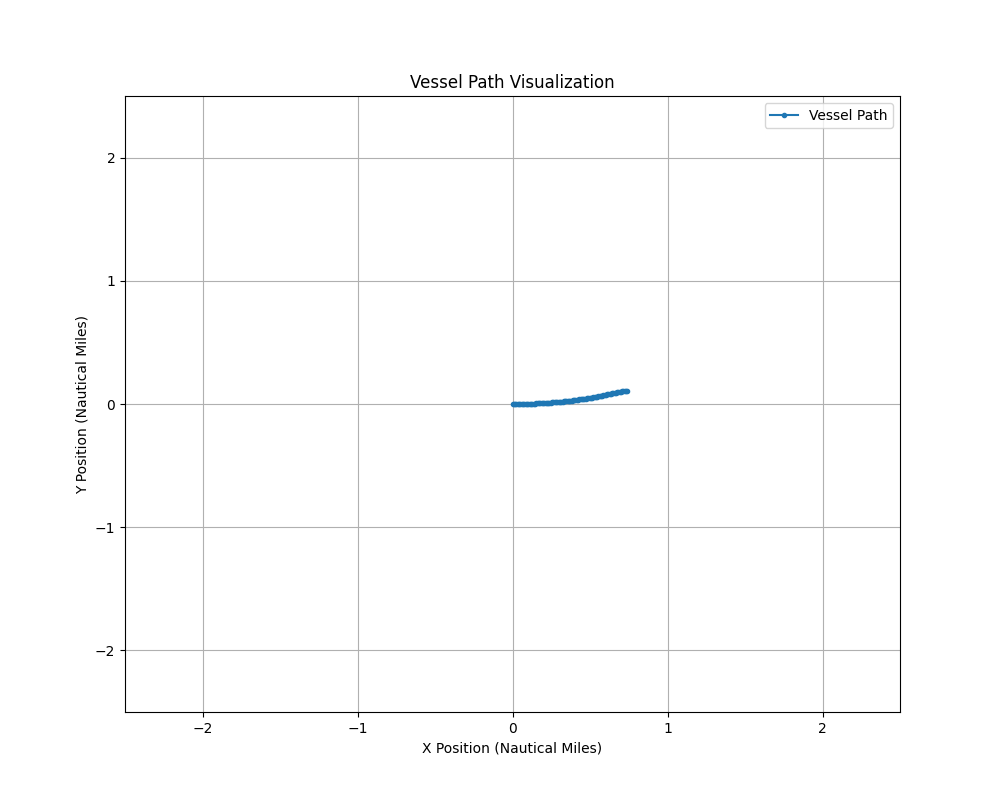 Vessel Path Visualization
Vessel Path
2
1
0
−1
−2
Y Position (Nautical Miles)
−2
−1
0
1
2
X Position (Nautical Miles)